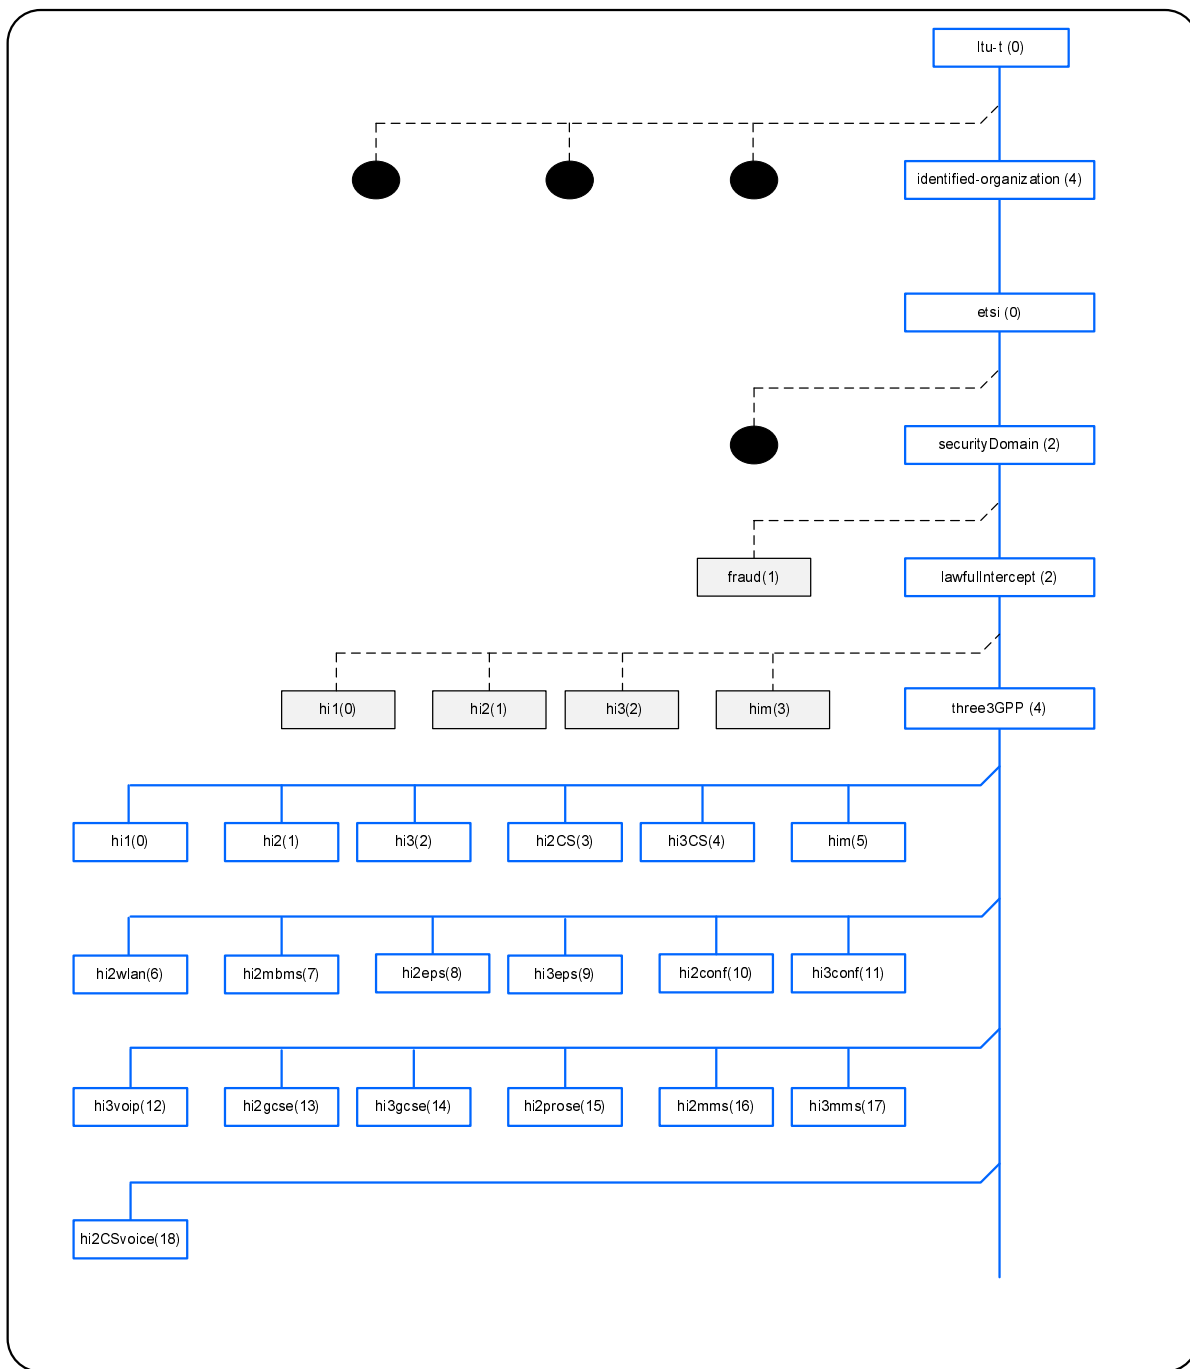 Itu-t (0)
identified-organization (4)
etsi (0)
securityDomain (2)
fraud(1)
lawfulIntercept (2)
hi1(0)
hi2(1)
hi3(2)
him(3)
three3GPP (4)
hi1(0)
hi2(1)
hi3(2)
hi2CS(3)
hi3CS(4)
him(5)
hi2wlan(6)
hi2mbms(7)
hi2eps(8)
hi3eps(9)
hi2conf(10)
hi3conf(11)
hi3voip(12)
hi2gcse(13)
hi3gcse(14)
hi2prose(15)
hi2mms(16)
hi3mms(17)
hi2CSvoice(18)